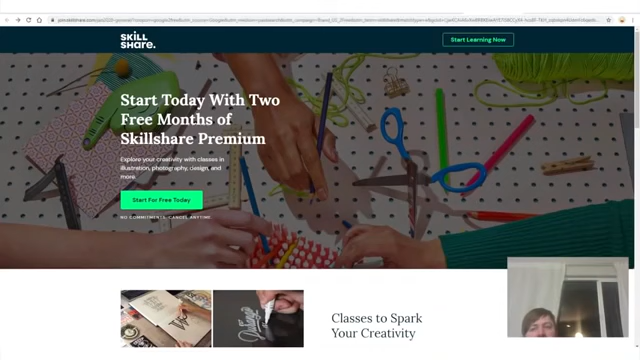 SKILL
SHARE.
Start Learning Now
Start Today With Two
Free Months of
Skillshare Premium
Explore your creativity with classes in
illustration, photography, design, and
more.
Start For Free Today
NO COMMITMENTS. CANCEL ANYTIME.
Classes to Spark
Your Creativity